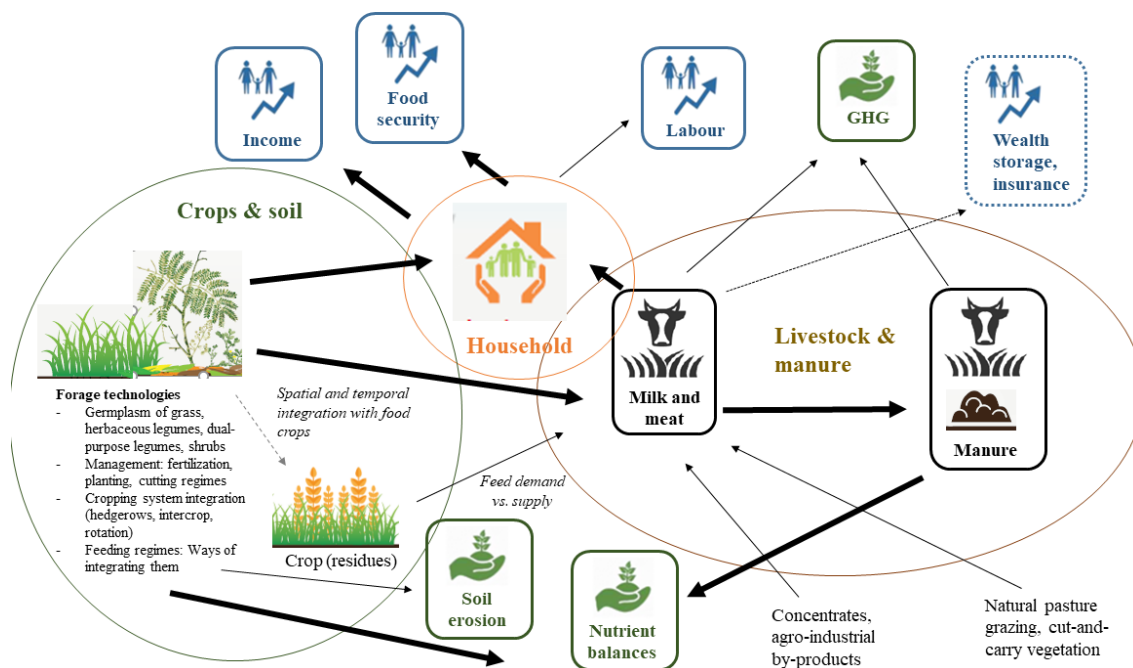 Income
Food
security
Labour
GHG
Wealth
storage,
insurance
Crops & soil
Household
Livestock &
manure
Milk and
meat
Manure
Forage technologies
- Germplasm of grass,
herbaceous legumes, dual-
purpose legumes, shrubs
- Management: fertilization,
planting, cutting regimes
- Cropping system integration
(hedgerows, intercrop,
rotation)
- Feeding regimes: Ways of
integrating them
Spatial and temporal
integration with food
crops
Feed demand
vs. supply
Crop (residues)
Soil
erosion
Nutrient
balances
Concentrates,
agro-industrial
by-products
Natural pasture
grazing, cut-and-
carry vegetation